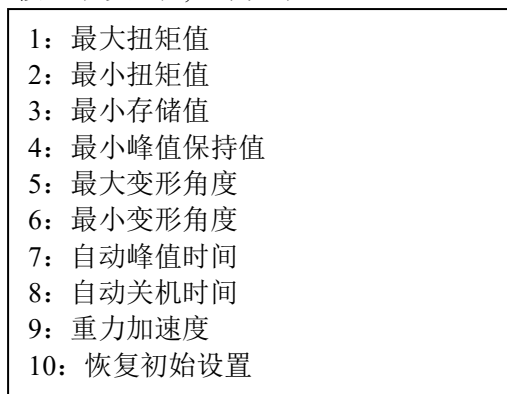 1：最大扭矩值
2：最小扭矩值
3：最小存储值
4：最小峰值保持值
5：最大变形角度
6：最小变形角度
7：自动峰值时间
8：自动关机时间
9：重力加速度
10：恢复初始设置